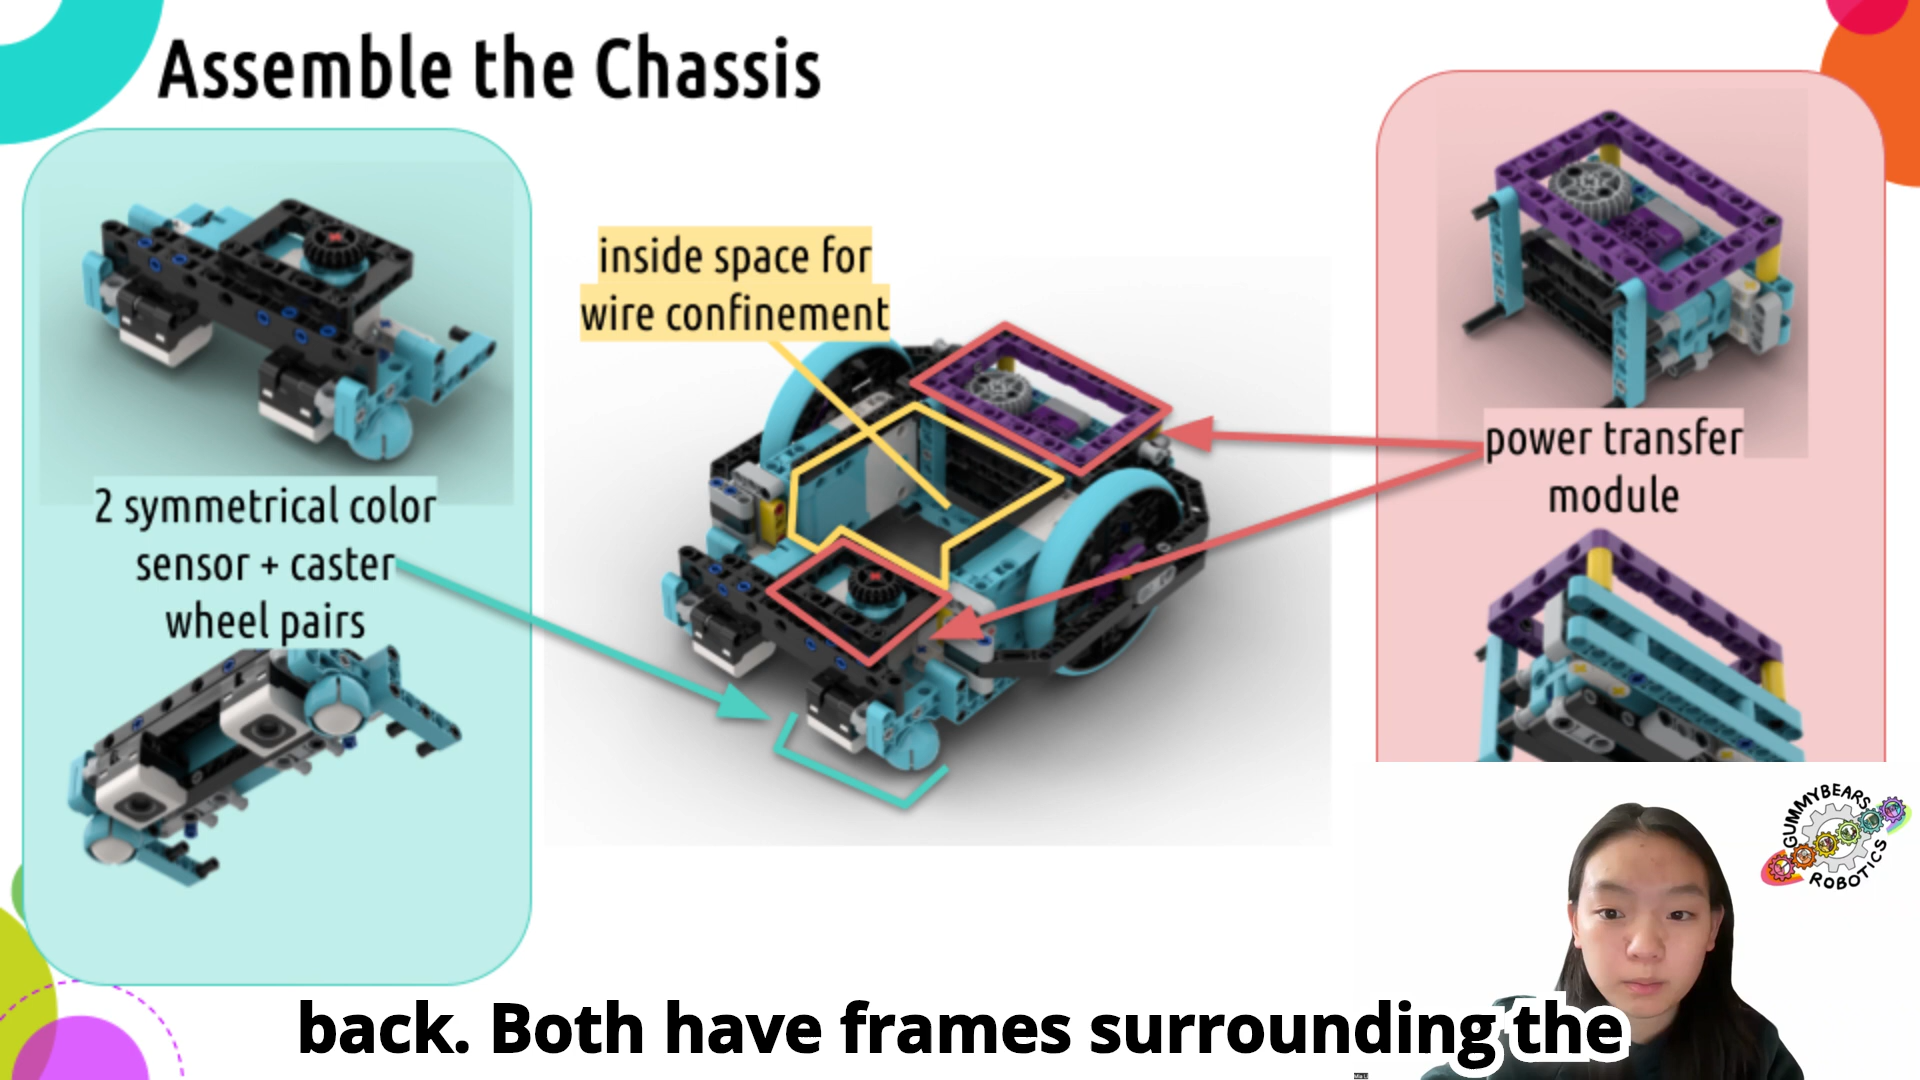 Assemble the Chassis
inside space for
wire confinement
2 symmetrical color
sensor + caster
wheel pairs
power transfer
module
GUMMYBEARS
ROBOTICS
back. Both have frames surrounding the